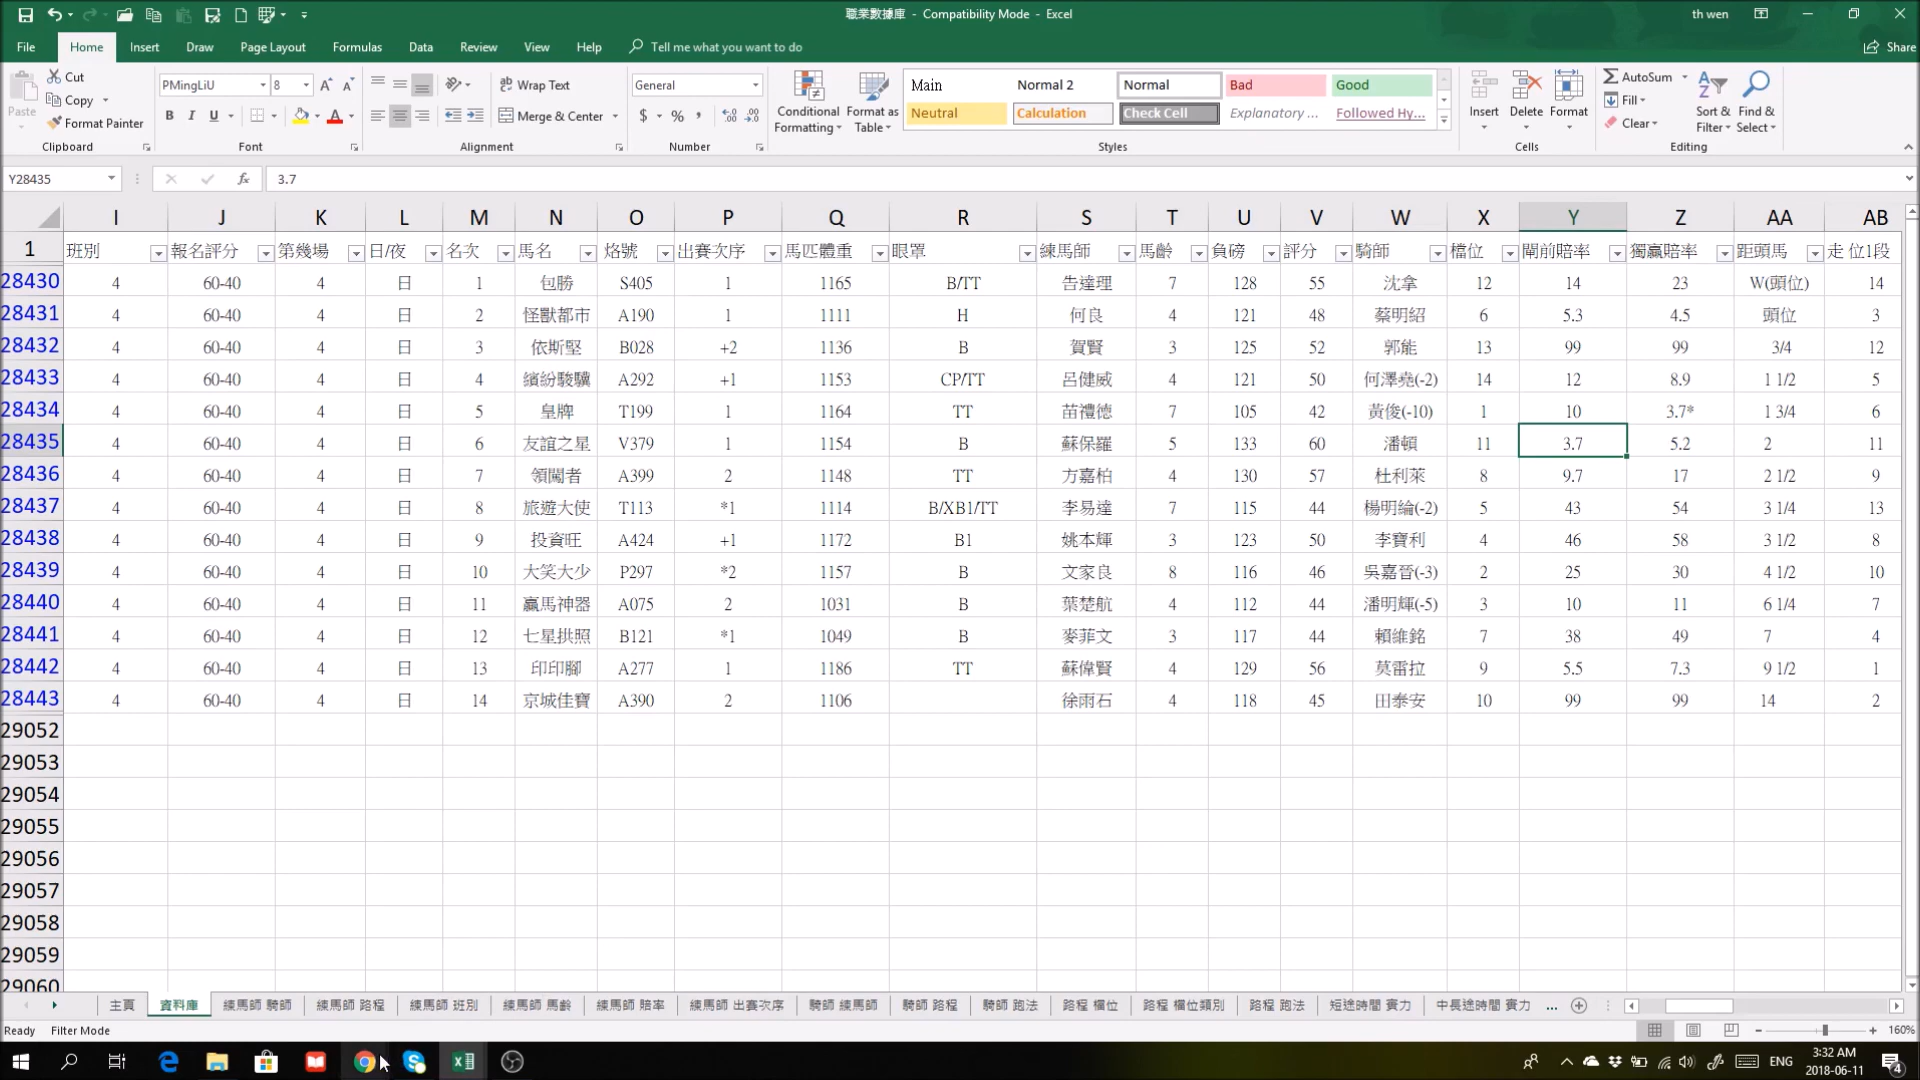 職業數據庫 - Compatibility Mode - Excel
th wen
File Home Insert Draw Page Layout Formulas Data Review View Help Tell me what you want to do
Share
Paste
Cut
Copy
Format Painter
Clipboard
PMingLiU 8
B I U
Font
Wrap Text
Merge & Center
Alignment
General
$ % ,
Number
Conditional Formatting
Format as Table
Main Normal 2 Normal Bad Good
Neutral Calculation Check Cell Explanatory ... Followed Hy...
Styles
Insert Delete Format
Cells
AutoSum
Fill
Clear
Sort & Filter
Find & Select
Editing
Y28435 fx 3.7
I J K L M N O P Q R S T U V W X Y Z AA AB
1 班別 報名評分 第幾場 日/夜 名次 馬名 烙號 出賽次序 馬匹體重 眼罩 練馬師 馬齡 負磅 評分 騎師 檔位 閘前賠率 獨贏賠率 距頭馬 走 位1段
28430 4 60-40 4 日 1 包勝 S405 1 1165 B/TT 告達理 7 128 55 沈拿 12 14 23 W(頭位) 14
28431 4 60-40 4 日 2 怪獸都市 A190 1 1111 H 何良 4 121 48 蔡明紹 6 5.3 4.5 頭位 3
28432 4 60-40 4 日 3 依斯堅 B028 +2 1136 B 賀賢 3 125 52 郭能 13 99 99 3/4 12
28433 4 60-40 4 日 4 繽紛駿驥 A292 +1 1153 CP/TT 呂健威 4 121 50 何澤堯(-2) 14 12 8.9 1 1/2 5
28434 4 60-40 4 日 5 皇牌 T199 1 1164 TT 苗禮德 7 105 42 黃俊(-10) 1 10 3.7* 1 3/4 6
28435 4 60-40 4 日 6 友誼之星 V379 1 1154 B 蘇保羅 5 133 60 潘頓 11 3.7 5.2 2 11
28436 4 60-40 4 日 7 領闖者 A399 2 1148 TT 方嘉柏 4 130 57 杜利萊 8 9.7 17 2 1/2 9
28437 4 60-40 4 日 8 旅遊大使 T113 *1 1114 B/XB1/TT 李易達 7 115 44 楊明綸(-2) 5 43 54 3 1/4 13
28438 4 60-40 4 日 9 投資旺 A424 +1 1172 B1 姚本輝 3 123 50 李寶利 4 46 58 3 1/2 8
28439 4 60-40 4 日 10 大笑大少 P297 *2 1157 B 文家良 8 116 46 吳嘉晉(-3) 2 25 30 4 1/2 10
28440 4 60-40 4 日 11 贏馬神器 A075 2 1031 B 葉楚航 4 112 44 潘明輝(-5) 3 10 11 6 1/4 7
28441 4 60-40 4 日 12 七星拱照 B121 *1 1049 B 麥菲文 3 117 44 賴維銘 7 38 49 7 4
28442 4 60-40 4 日 13 印印腳 A277 1 1186 TT 蘇偉賢 4 129 56 莫雷拉 9 5.5 7.3 9 1/2 1
28443 4 60-40 4 日 14 京城佳寶 A390 2 1106 徐雨石 4 118 45 田泰安 10 99 99 14 2
29052
29053
29054
29055
29056
29057
29058
29059
29060
主頁 資料庫 練馬師 騎師 練馬師 路程 練馬師 班別 練馬師 馬齡 練馬師 賠率 練馬師 出賽次序 騎師 練馬師 騎師 路程 騎師 跑法 路程 檔位 路程 檔位類別 路程 跑法 短途時間 實力 中長途時間 實力 ...
Ready Filter Mode 160%
ENG 3:32 AM
2018-06-11
4